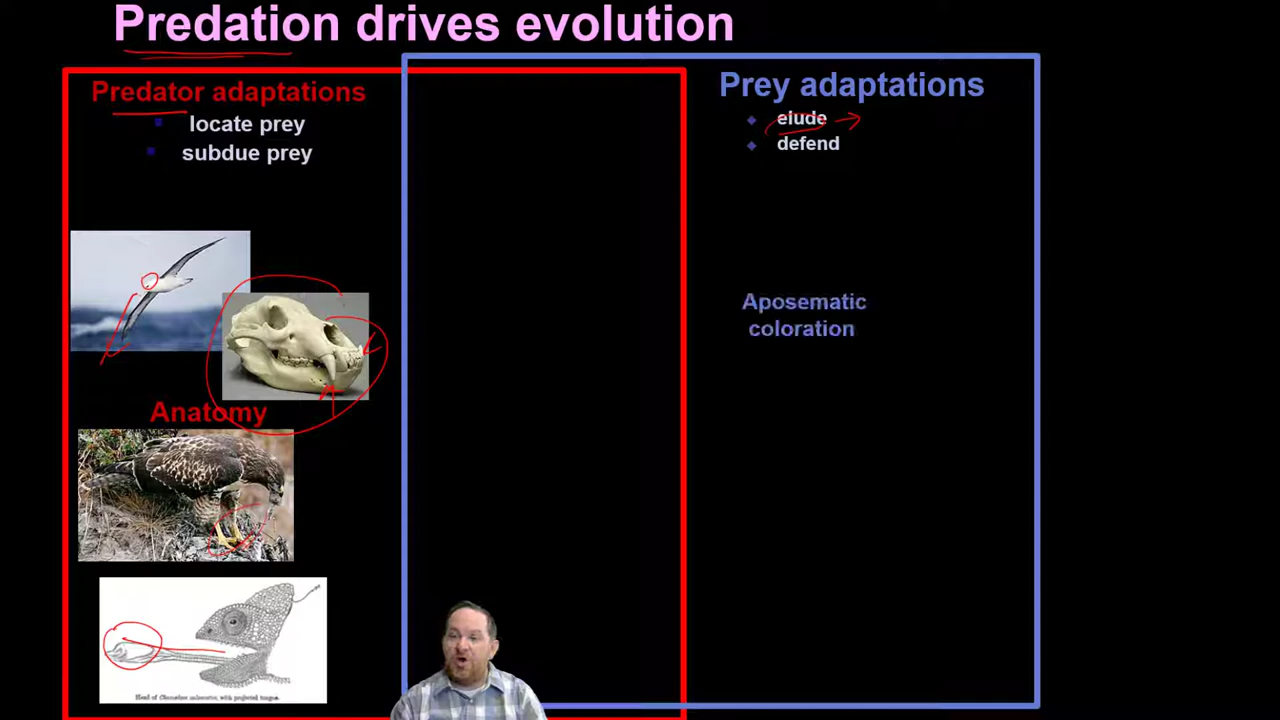 Predation drives evolution
Predator adaptations
locate prey
subdue prey
Anatomy
Head of Chamaeleo calcaratus, with projected tongue.
Prey adaptations
elude
defend
Aposematic
coloration